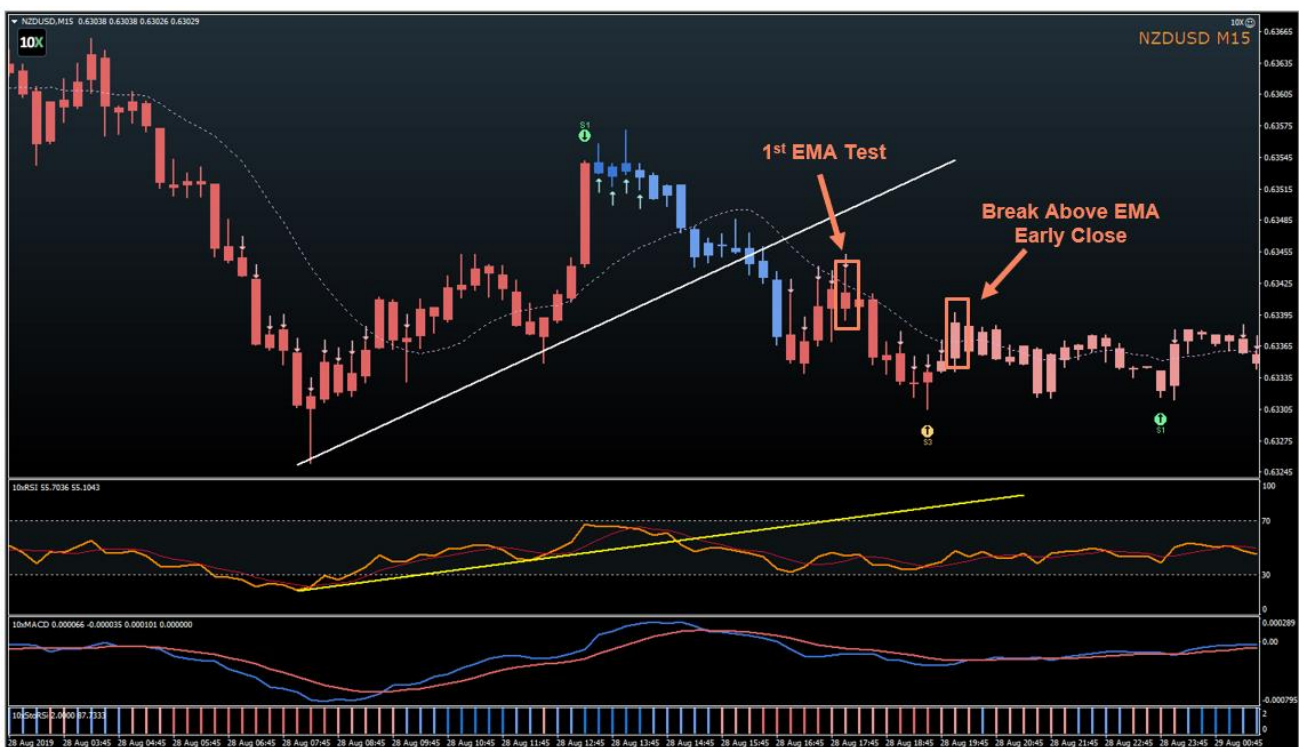 NZDUSD,M15 0.63038 0.63038 0.63026 0.63029
10X
10X
NZDUSD M15
0.63665
0.63635
0.63605
0.63575
0.63545
0.63515
0.63485
0.63455
0.63425
0.63395
0.63365
0.63335
0.63305
0.63275
0.63245
S1
1st EMA Test
Break Above EMA
Early Close
S3
S1
10xRSI 55.7036 55.1043
100
70
30
0
10xMACD 0.000066 -0.000035 0.000101 0.000000
0.000289
0.00
-0.000795
10xStoRSI 2.0000 87.7333
2
0
28 Aug 2019 28 Aug 03:45 28 Aug 04:45 28 Aug 05:45 28 Aug 06:45 28 Aug 07:45 28 Aug 08:45 28 Aug 09:45 28 Aug 10:45 28 Aug 11:45 28 Aug 12:45 28 Aug 13:45 28 Aug 14:45 28 Aug 15:45 28 Aug 16:45 28 Aug 17:45 28 Aug 18:45 28 Aug 19:45 28 Aug 20:45 28 Aug 21:45 28 Aug 22:45 28 Aug 23:45 29 Aug 00:45